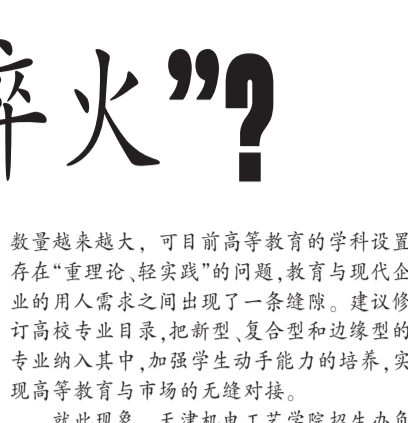 火”？
数量越来越大，可目前高等教育的学科设置
存在“重理论、轻实践”的问题，教育与现代企
业的用人需求之间出现了一条缝隙。建议修
订高校专业目录，把新型、复合型和边缘型的
专业纳入其中，加强学生动手能力的培养，实
现高等教育与市场的无缝对接。
就此现象，天津机电工艺学院招生办负